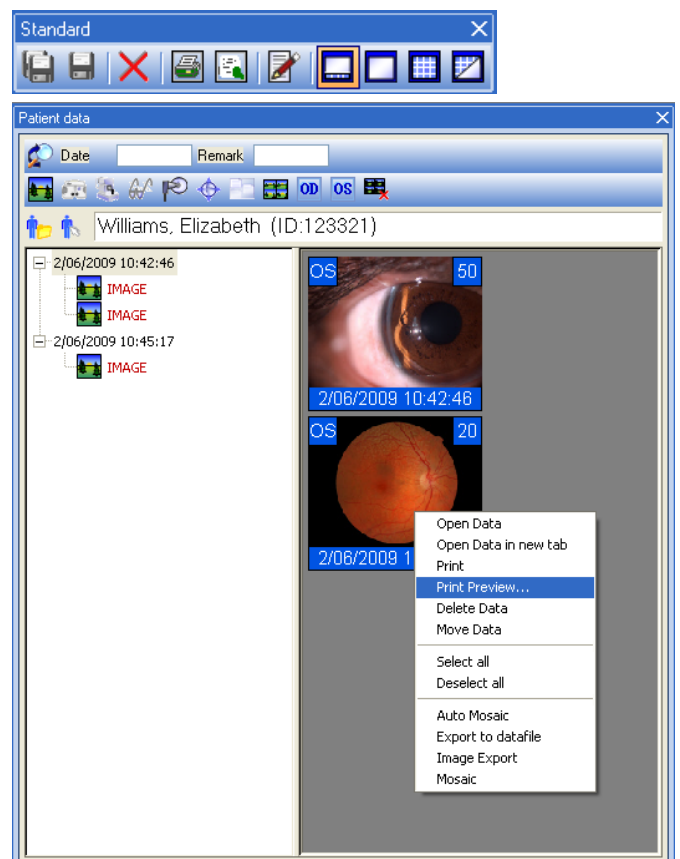 Standard
Patient data
Date Remark
OD OS
Williams, Elizabeth (ID:123321)
2/06/2009 10:42:46
IMAGE
IMAGE
2/06/2009 10:45:17
IMAGE
OS 50
2/06/2009 10:42:46
OS 20
2/06/2009 1
Open Data
Open Data in new tab
Print
Print Preview...
Delete Data
Move Data
Select all
Deselect all
Auto Mosaic
Export to datafile
Image Export
Mosaic